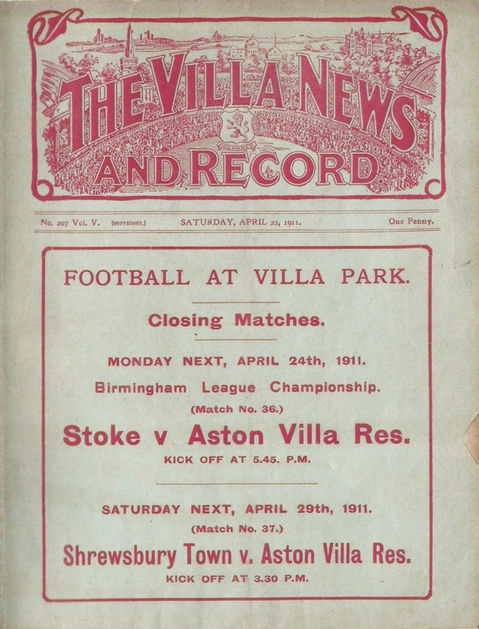 THE VILLA NEWS
AND RECORD
No. 207 Vol. V. [COPYRIGHT.] SATURDAY, APRIL 22, 1911. One Penny.
FOOTBALL AT VILLA PARK.
Closing Matches.
MONDAY NEXT, APRIL 24th, 1911.
Birmingham League Championship.
(Match No. 36.)
Stoke v Aston Villa Res.
KICK OFF AT 5.45. P.M.
SATURDAY NEXT, APRIL 29th, 1911.
(Match No. 37.)
Shrewsbury Town v. Aston Villa Res.
KICK OFF AT 3.30 P.M.